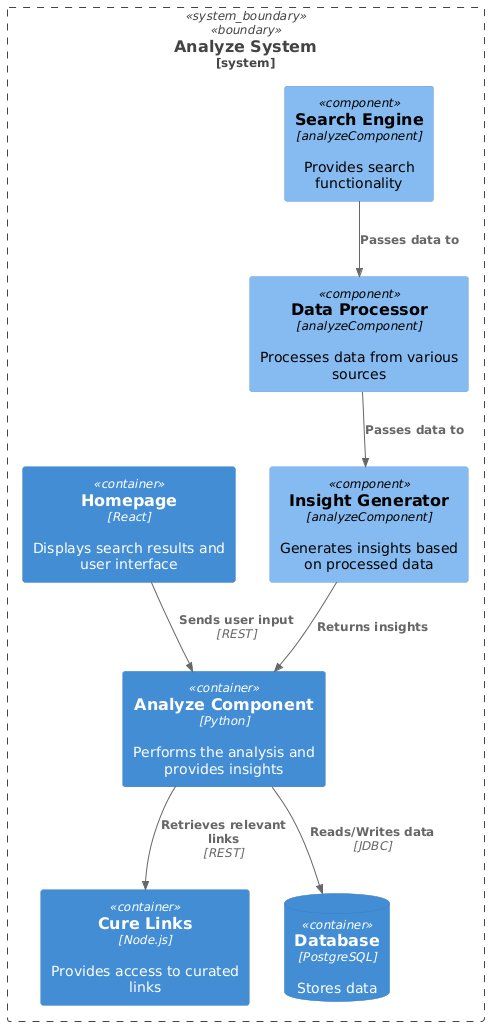 «system_boundary»
«boundary»
Analyze System
[system]
«component»
Search Engine
[analyzeComponent]
Provides search
functionality
Passes data to
«component»
Data Processor
[analyzeComponent]
Processes data from various
sources
Passes data to
«container»
Homepage
[React]
Displays search results and
user interface
«component»
Insight Generator
[analyzeComponent]
Generates insights based
on processed data
Sends user input
[REST]
Returns insights
«container»
Analyze Component
[Python]
Performs the analysis and
provides insights
Retrieves relevant
links
[REST]
Reads/Writes data
[JDBC]
«container»
Cure Links
[Node.js]
Provides access to curated
links
«container»
Database
[PostgreSQL]
Stores data